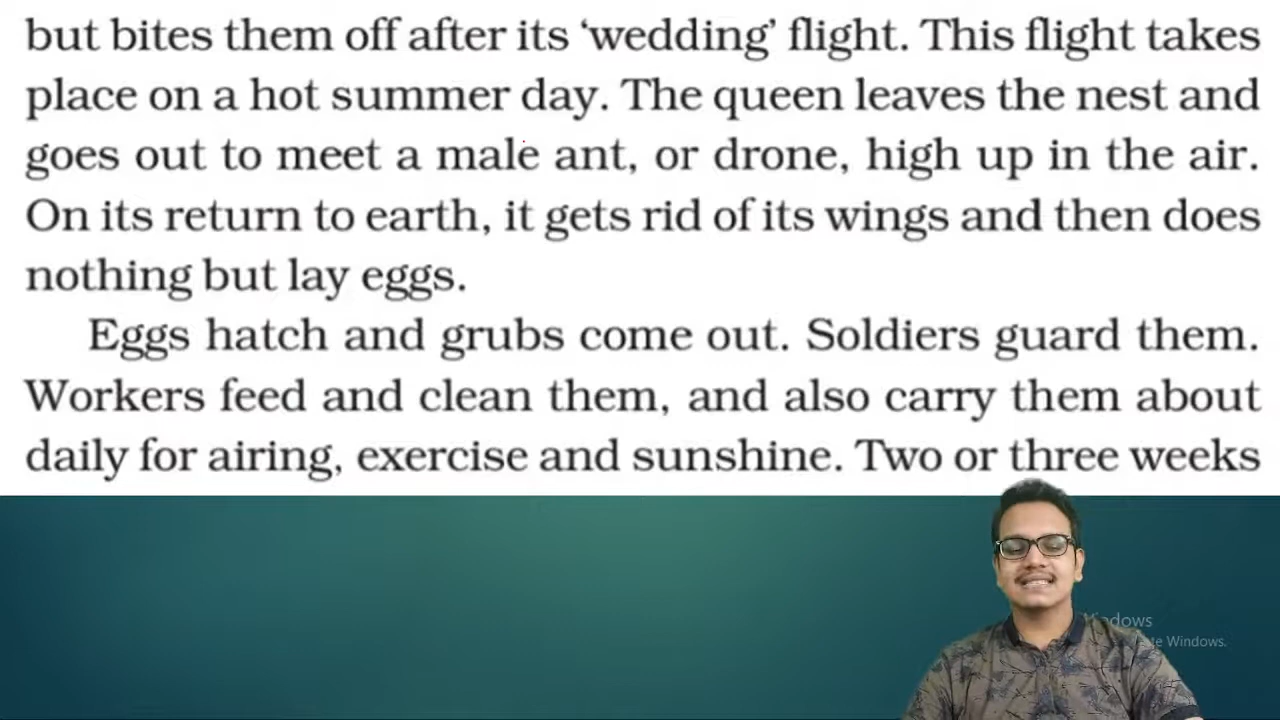 but bites them off after its ‘wedding’ flight. This flight takes
place on a hot summer day. The queen leaves the nest and
goes out to meet a male ant, or drone, high up in the air.
On its return to earth, it gets rid of its wings and then does
nothing but lay eggs.
Eggs hatch and grubs come out. Soldiers guard them.
Workers feed and clean them, and also carry them about
daily for airing, exercise and sunshine. Two or three weeks
Windows.